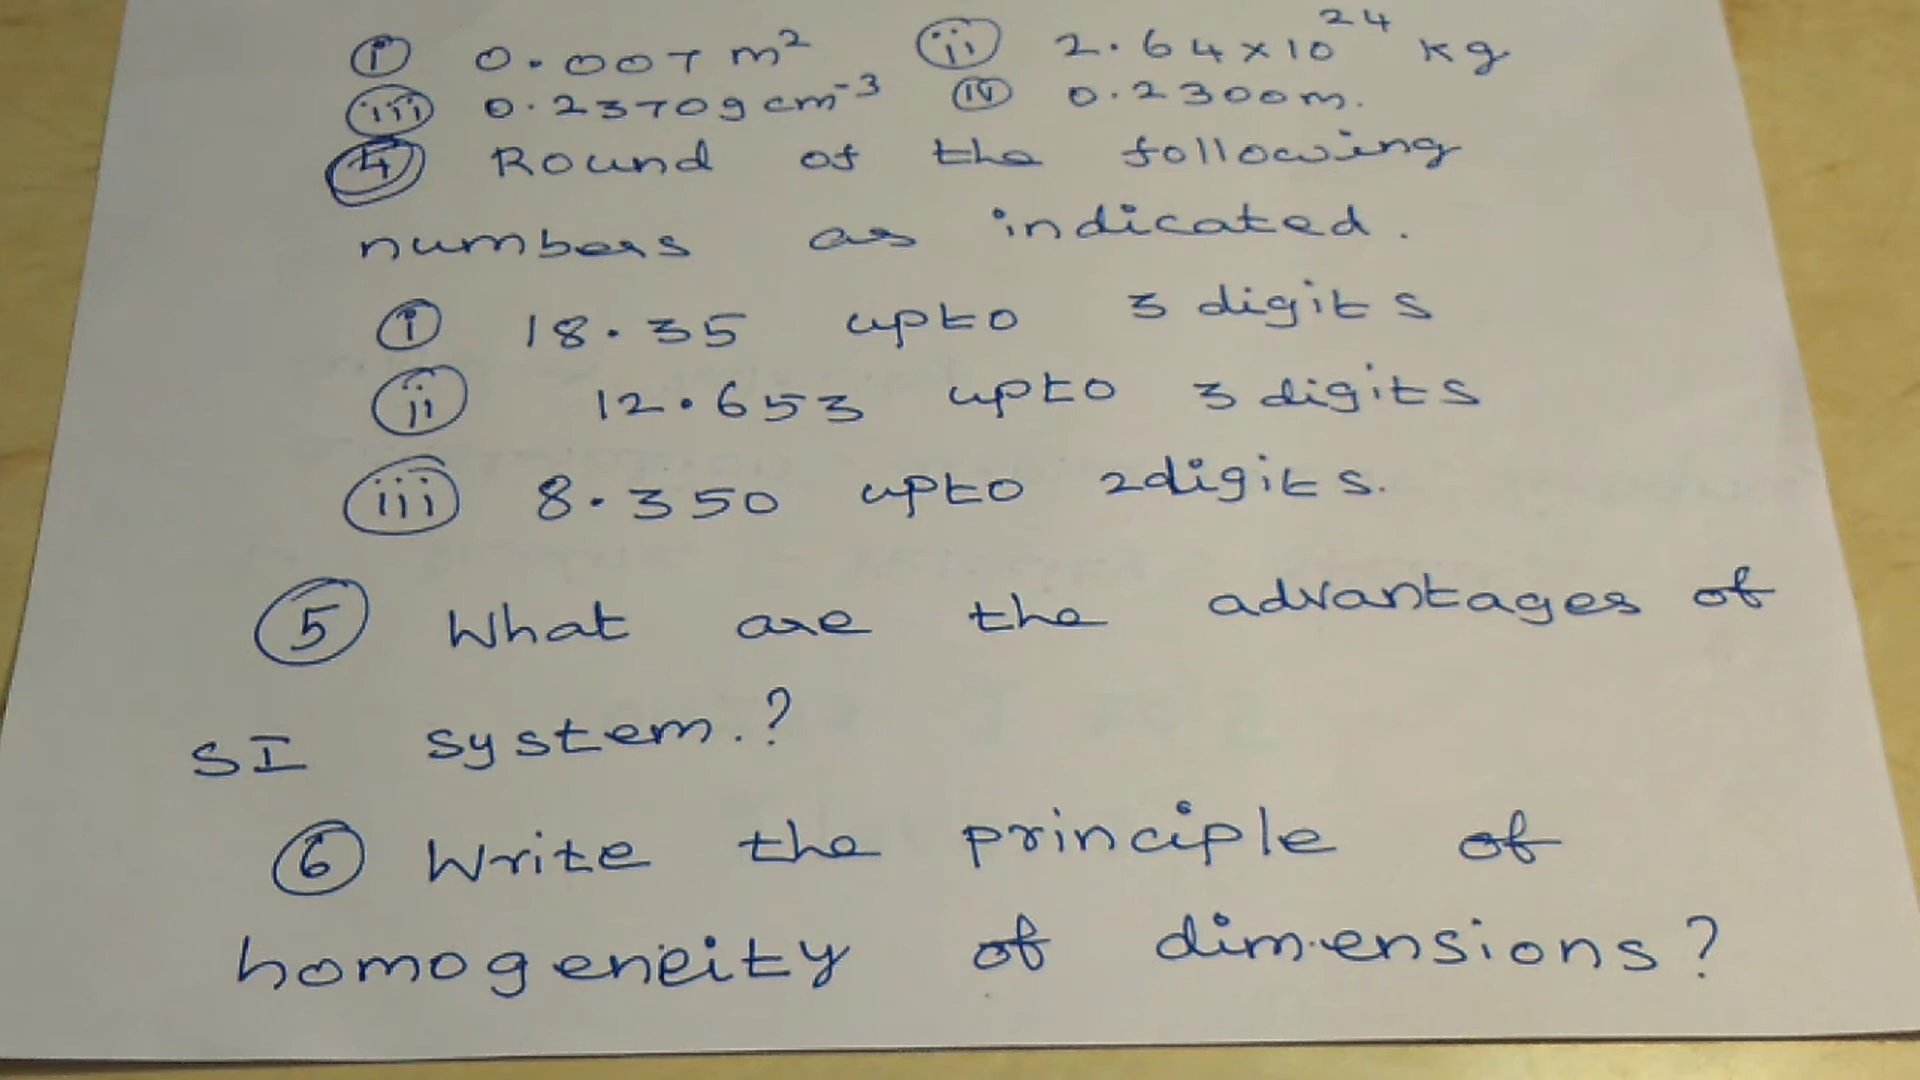 (i) 0.007 m² (ii) 2.64×10²⁴ kg
(iii) 0.2370g cm⁻³ (iv) 0.2300m.
(4) Round of the following
numbers as indicated.
(i) 18.35 upto 3 digits
(ii) 12.653 upto 3 digits
(iii) 8.350 upto 2digits.
(5) What are the advantages of
SI system.?
(6) Write the principle of
homogeneity of dimensions?